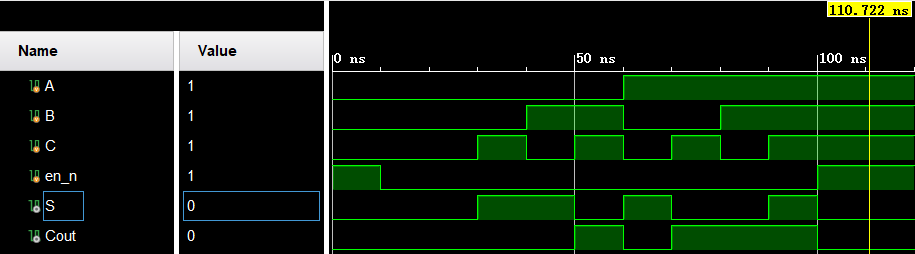 110.722 ns
Name Value
0 ns 50 ns 100 ns
A 1
B 1
C 1
en_n 1
S 0
Cout 0